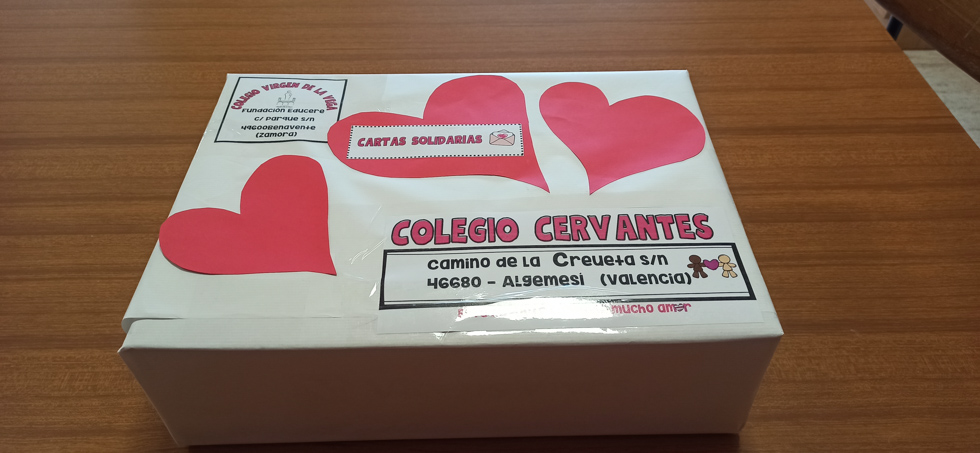 COLEGIO VIRGEN DE LA VEGA
Fundación Educere
C/ Parque s/n
49600Benavente
(Zamora)
CARTAS SOLIDARIAS
COLEGIO CERVANTES
Camino de la Creueta s/n
46680 - Algemesí (Valencia)
mucho amor